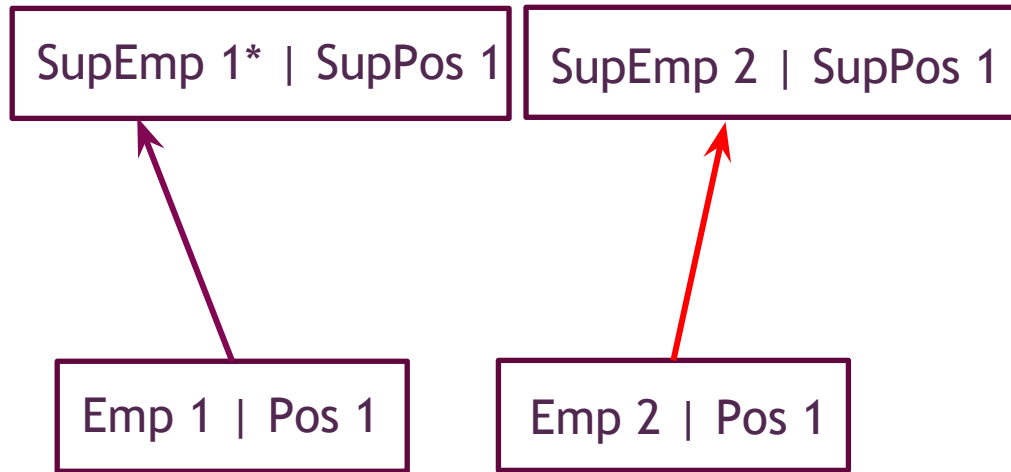 SupEmp 1* | SupPos 1
SupEmp 2 | SupPos 1
Emp 1 | Pos 1
Emp 2 | Pos 1